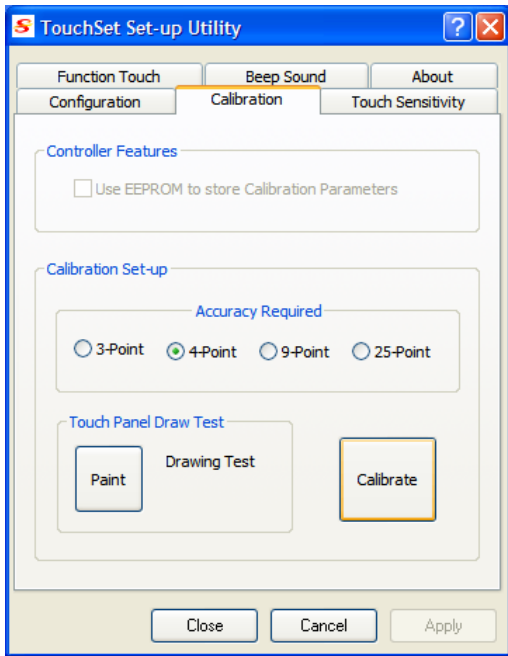 S TouchSet Set-up Utility ? X
Function Touch Beep Sound About
Configuration Calibration Touch Sensitivity
Controller Features
Use EEPROM to store Calibration Parameters
Calibration Set-up
Accuracy Required
3-Point 4-Point 9-Point 25-Point
Touch Panel Draw Test
Paint Drawing Test Calibrate
Close Cancel Apply